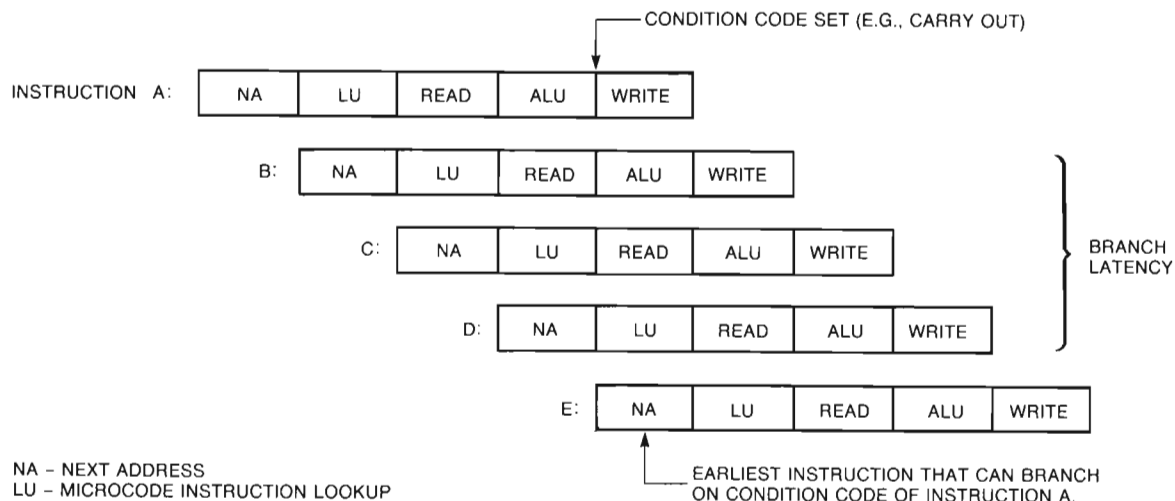 CONDITION CODE SET (E.G., CARRY OUT)
INSTRUCTION A: NA LU READ ALU WRITE
B: NA LU READ ALU WRITE
C: NA LU READ ALU WRITE
BRANCH
LATENCY
D: NA LU READ ALU WRITE
E: NA LU READ ALU WRITE
NA – NEXT ADDRESS
LU – MICROCODE INSTRUCTION LOOKUP
EARLIEST INSTRUCTION THAT CAN BRANCH
ON CONDITION CODE OF INSTRUCTION A.